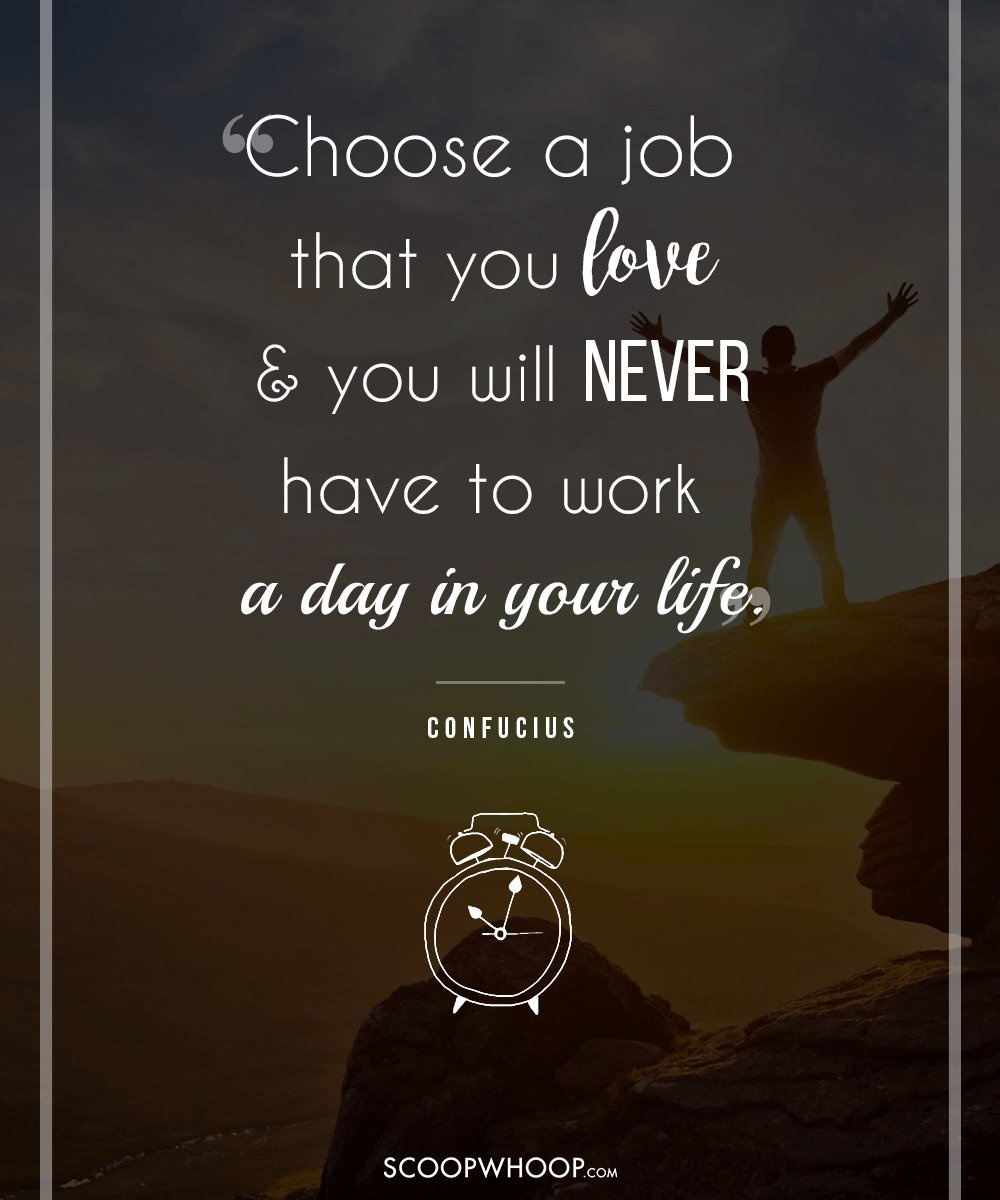 “Choose a job
that you love
& you will NEVER
have to work
a day in your life.”
CONFUCIUS
SCOOPWHOOP.COM